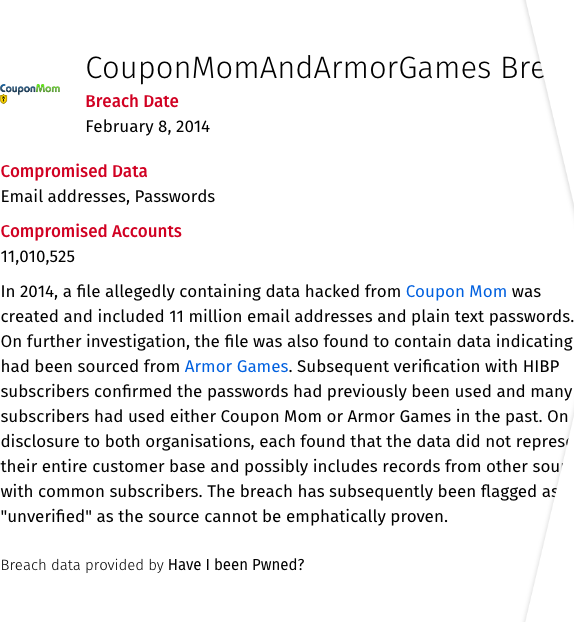 CouponMom
CouponMomAndArmorGames
Breach Date
February 8, 2014
Compromised Data
Email addresses, Passwords
Compromised Accounts
11,010,525
In 2014, a file allegedly containing data hacked from Coupon Mom was
created and included 11 million email addresses and plain text passwords.
On further investigation, the file was also found to contain data indicating
had been sourced from Armor Games. Subsequent verification with HIBP
subscribers confirmed the passwords had previously been used and many
subscribers had used either Coupon Mom or Armor Games in the past. On
disclosure to both organisations, each found that the data did not
their entire customer base and possibly includes records from other
with common subscribers. The breach has subsequently been flagged as
"unverified" as the source cannot be emphatically proven.
Breach data provided by Have I been Pwned?